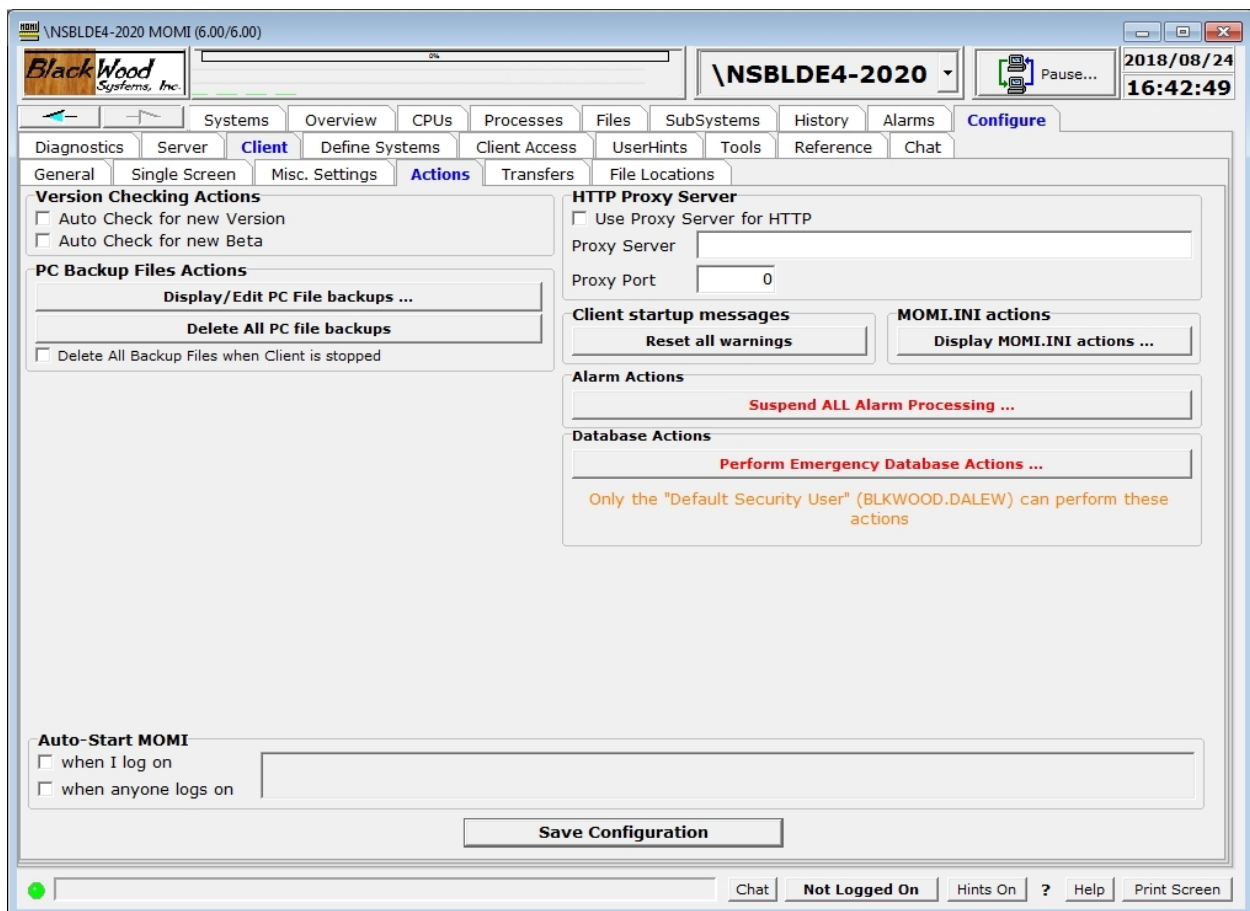 MOMI \NSBLDE4-2020 MOMI (6.00/6.00)
BlackWood
Systems, Inc.
0%
\NSBLDE4-2020
Pause...
2018/08/24
16:42:49
Systems Overview CPUs Processes Files SubSystems History Alarms Configure
Diagnostics Server Client Define Systems Client Access UserHints Tools Reference Chat
General Single Screen Misc. Settings Actions Transfers File Locations
Version Checking Actions
Auto Check for new Version
Auto Check for new Beta
PC Backup Files Actions
Display/Edit PC File backups ...
Delete All PC file backups
Delete All Backup Files when Client is stopped
HTTP Proxy Server
Use Proxy Server for HTTP
Proxy Server
Proxy Port 0
Client startup messages
Reset all warnings
MOMI.INI actions
Display MOMI.INI actions ...
Alarm Actions
Suspend ALL Alarm Processing ...
Database Actions
Perform Emergency Database Actions ...
Only the "Default Security User" (BLKWOOD.DALEW) can perform these
actions
Auto-Start MOMI
when I log on
when anyone logs on
Save Configuration
Chat Not Logged On Hints On ? Help Print Screen